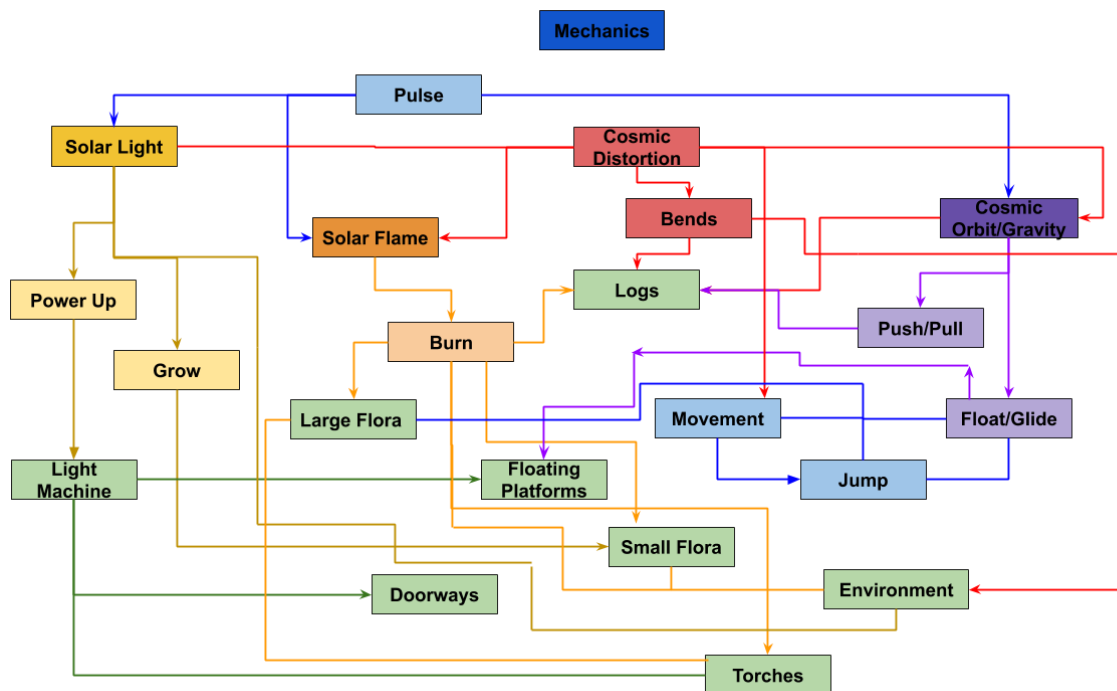 Mechanics
Pulse
Solar Light
Cosmic
Distortion
Bends
Cosmic
Orbit/Gravity
Solar Flame
Logs
Power Up
Push/Pull
Burn
Grow
Large Flora
Movement
Float/Glide
Light
Machine
Floating
Platforms
Jump
Small Flora
Doorways
Environment
Torches